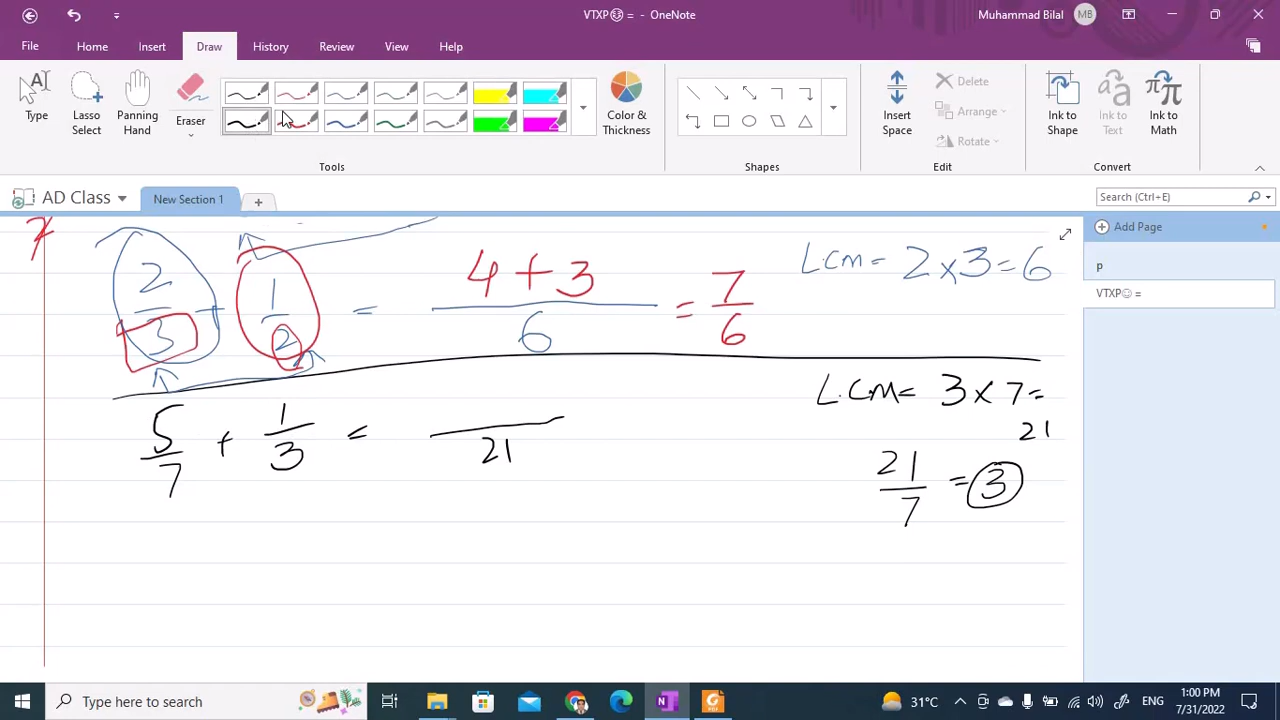 VTXP😊 = - OneNote
Muhammad Bilal MB
File Home Insert Draw History Review View Help
Type
Lasso Select
Panning Hand
Eraser
Color & Thickness
Insert Space
Delete
Arrange
Rotate
Ink to Shape
Ink to Text
Ink to Math
Tools
Shapes
Edit
Convert
AD Class
New Section 1
Search (Ctrl+E)
Add Page
p
VTXP😊 =
2/3 + 1/2 = (4 + 3)/6 = 7/6
L.CM = 2 × 3 = 6
5/7 + 1/3 = /21
L.CM = 3 × 7 =
21
21/7 = 3
Type here to search
31°C
ENG
1:00 PM
7/31/2022